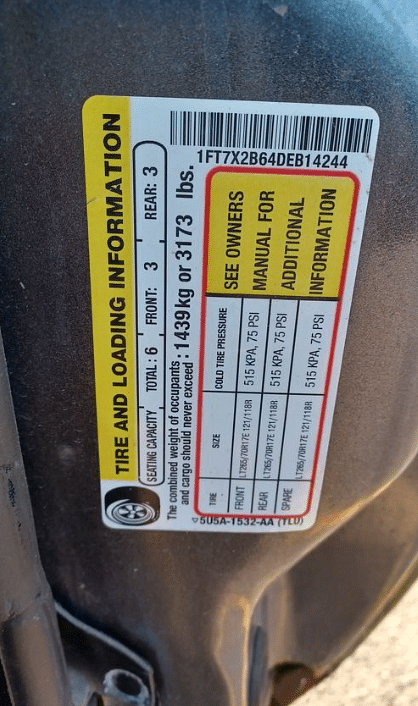 TIRE AND LOADING INFORMATION
SEATING CAPACITY TOTAL: 6 FRONT: 3 REAR: 3
The combined weight of occupants
and cargo should never exceed: 1439kg or 3173 lbs.
1FT7X2B64DEB14244
TIRE SIZE COLD TIRE PRESSURE
FRONT LT265/70R17E 121/118R 515 KPA, 75 PSI
REAR LT265/70R17E 121/118R 515 KPA, 75 PSI
SPARE LT265/70R17E 121/118R 515 KPA, 75 PSI
SEE OWNERS
MANUAL FOR
ADDITIONAL
INFORMATION
5U5A-1532-AA (TLU)